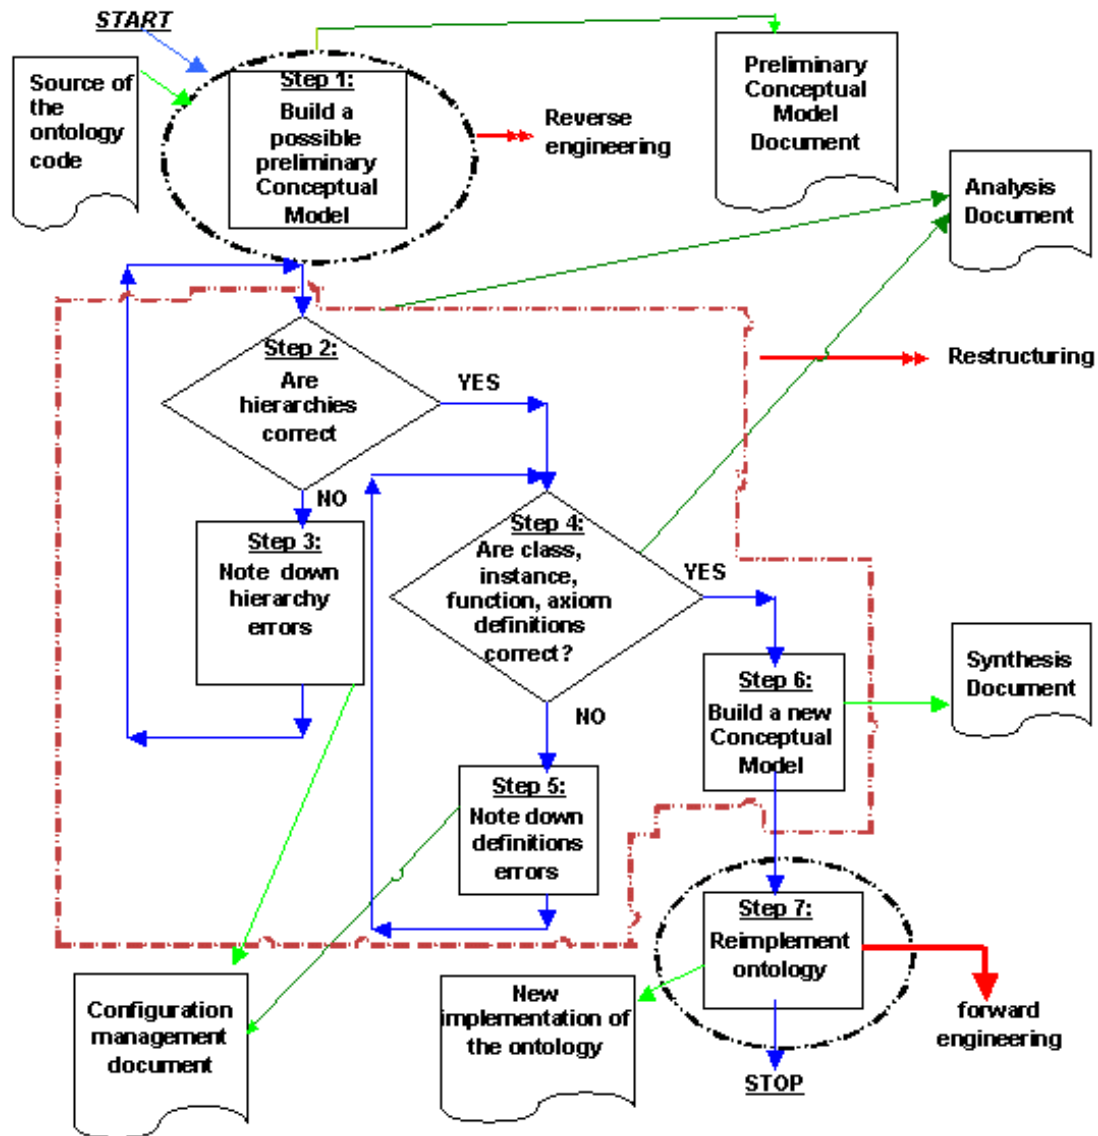 START
Source of
the
ontology
code
Step 1:
Build a
possible
preliminary
Conceptual
Model
Reverse
engineering
Preliminary
Conceptual
Model
Document
Analysis
Document
Step 2:
Are
hierarchies
correct
YES
NO
Restructuring
Step 3:
Note down
hierarchy
errors
Step 4:
Are class,
instance,
function, axiom
definitions
correct?
YES
NO
Step 5:
Note down
definitions
errors
Step 6:
Build a new
Conceptual
Model
Synthesis
Document
Step 7:
Reimplement
ontology
Configuration
management
document
New
implementation of
the ontology
forward
engineering
STOP